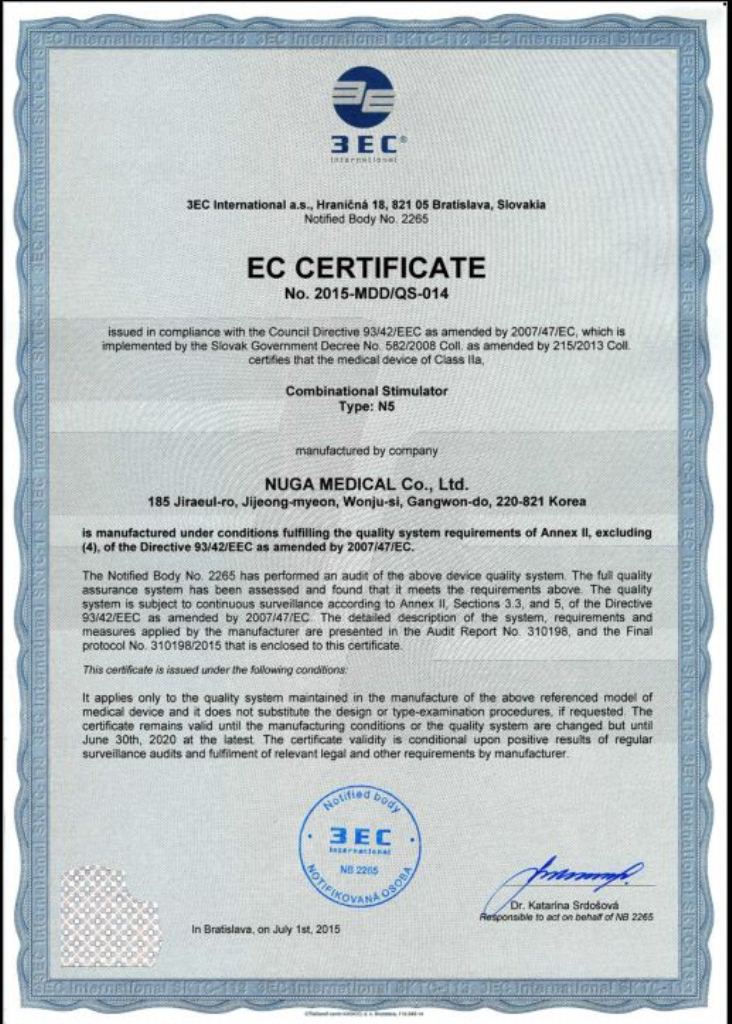 3EC International SKTC-113 3EC International SKTC-113 3EC International SKTC-113
3EC®
International
3EC International a.s., Hraničná 18, 821 05 Bratislava, Slovakia
Notified Body No. 2265
EC CERTIFICATE
No. 2015-MDD/QS-014
issued in compliance with the Council Directive 93/42/EEC as amended by 2007/47/EC, which is
implemented by the Slovak Government Decree No. 582/2008 Coll. as amended by 215/2013 Coll.
certifies that the medical device of Class IIa,
Combinational Stimulator
Type: N5
manufactured by company
NUGA MEDICAL Co., Ltd.
185 Jiraeul-ro, Jijeong-myeon, Wonju-si, Gangwon-do, 220-821 Korea
is manufactured under conditions fulfilling the quality system requirements of Annex II, excluding
(4), of the Directive 93/42/EEC as amended by 2007/47/EC.
The Notified Body No. 2265 has performed an audit of the above device quality system. The full quality
assurance system has been assessed and found that it meets the requirements above. The quality
system is subject to continuous surveillance according to Annex II, Sections 3.3, and 5, of the Directive
93/42/EEC as amended by 2007/47/EC. The detailed description of the system, requirements and
measures applied by the manufacturer are presented in the Audit Report No. 310198, and the Final
protocol No. 310198/2015 that is enclosed to this certificate.
This certificate is issued under the following conditions:
It applies only to the quality system maintained in the manufacture of the above referenced model of
medical device and it does not substitute the design or type-examination procedures, if requested. The
certificate remains valid until the manufacturing conditions or the quality system are changed but until
June 30th, 2020 at the latest. The certificate validity is conditional upon positive results of regular
surveillance audits and fulfilment of relevant legal and other requirements by manufacturer.
Notified body
3EC
International
NB 2265
NOTIFIKOVANÁ OSOBA
Dr. Katarína Srdošová
Responsible to act on behalf of NB 2265
In Bratislava, on July 1st, 2015